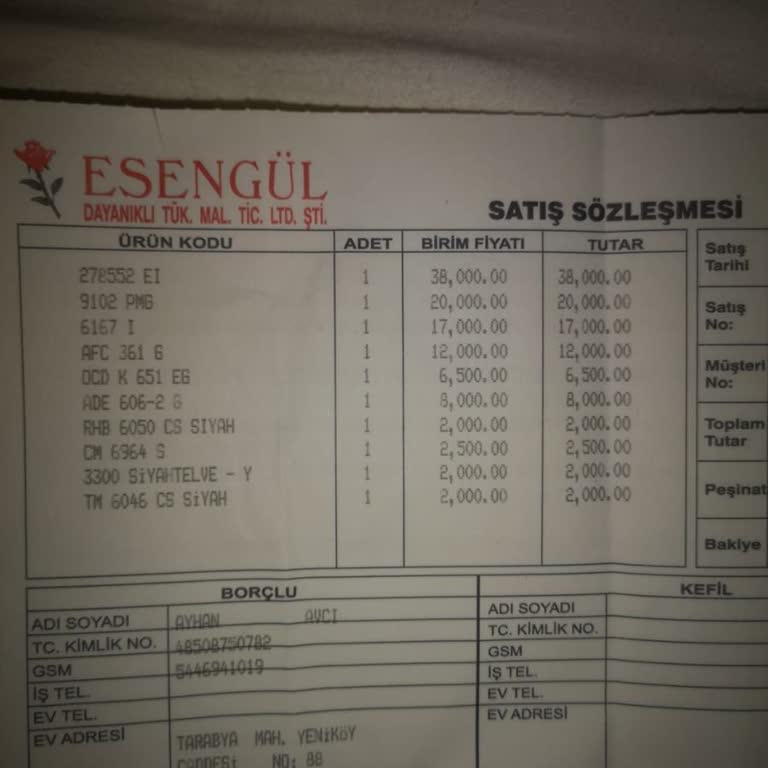 ESENGÜL
DAYANIKLI TÜK. MAL. TİC. LTD. ŞTİ.
SATIŞ SÖZLEŞMESİ
ÜRÜN KODU ADET BİRİM FİYATI TUTAR
278552 EI 1 38,000.00 38,000.00
9102 PMG 1 20,000.00 20,000.00
6167 I 1 17,000.00 17,000.00
AFC 361 G 1 12,000.00 12,000.00
OCD K 651 EG 1 6,500.00 6,500.00
ADE 606-2 G 1 8,000.00 8,000.00
RHB 6050 CS SIYAH 1 2,000.00 2,000.00
CM 6964 S 1 2,500.00 2,500.00
3300 SİYAHTELVE - Y 1 2,000.00 2,000.00
TM 6046 CS SİYAH 1 2,000.00 2,000.00
Satış
Tarihi
Satış
No:
Müşteri
No:
Toplam
Tutar
Peşinat
Bakiye
BORÇLU
ADI SOYADI AYHAN AVCI
TC. KİMLİK NO. 48508750782
GSM 5446941019
İŞ TEL.
EV TEL.
EV ADRESİ TARABYA MAH. YENİKÖY
CADDESİ NO: 88
KEFİL
ADI SOYADI
TC. KİMLİK NO.
GSM
İŞ TEL.
EV TEL.
EV ADRESİ